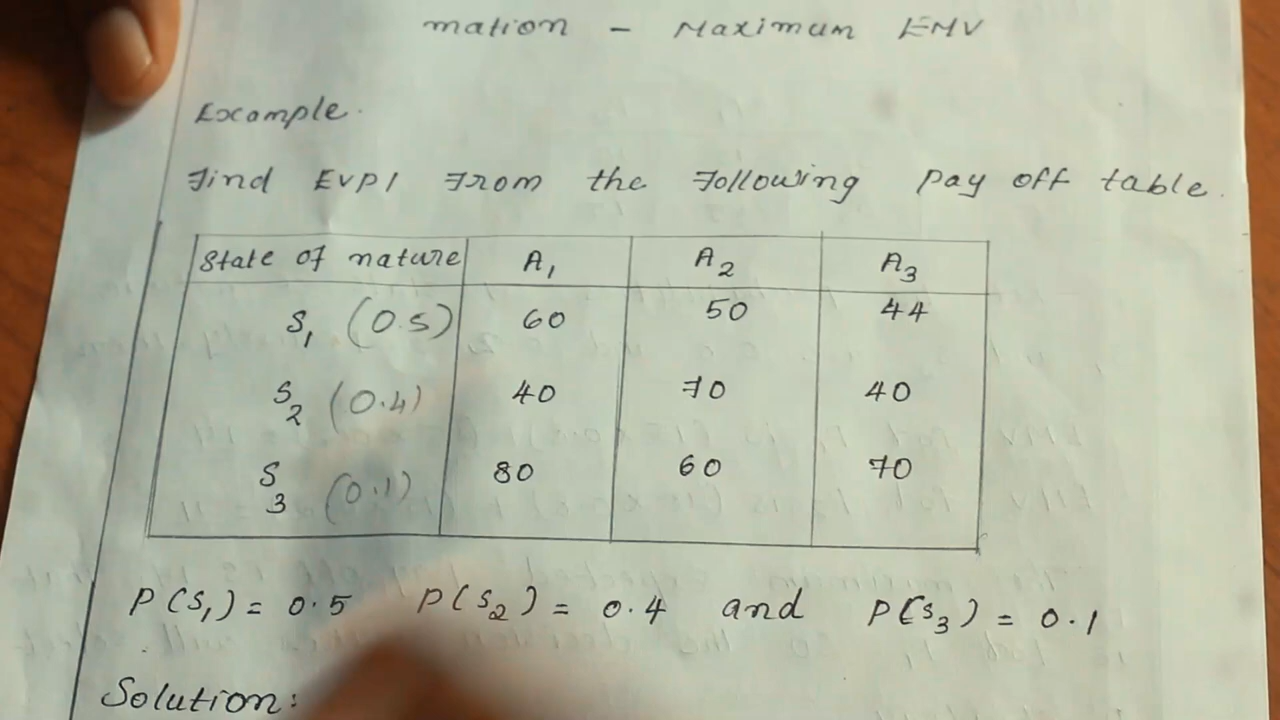 mation - Maximum EMV
Example.
Find EVPI from the following pay off table.
State of nature A1 A2 A3
S1 (0.5) 60 50 44
S2 (0.4) 40 70 40
S3 (0.1) 80 60 70
P(S1) = 0.5 P(S2) = 0.4 and P(S3) = 0.1
Solution: